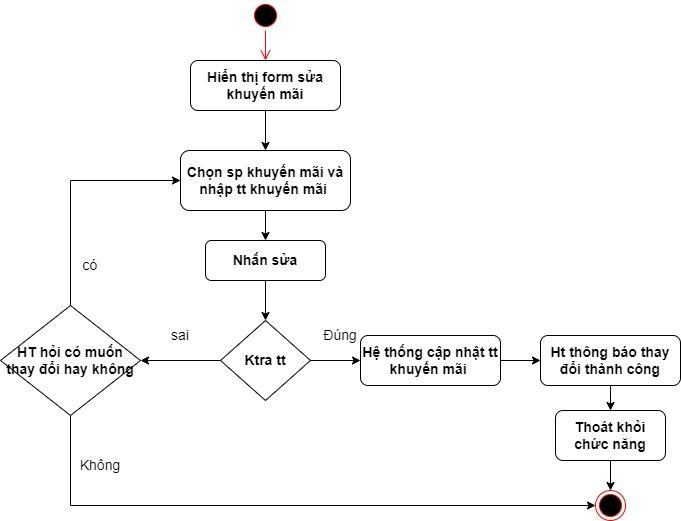 Hiển thị form sửa
khuyến mãi
Chọn sp khuyến mãi và
nhập tt khuyến mãi
Nhấn sửa
có
sai
Đúng
HT hỏi có muốn
thay đổi hay không
Ktra tt
Hệ thống cập nhật tt
khuyến mãi
Ht thông báo thay
đổi thành công
Thoát khỏi
chức năng
Không